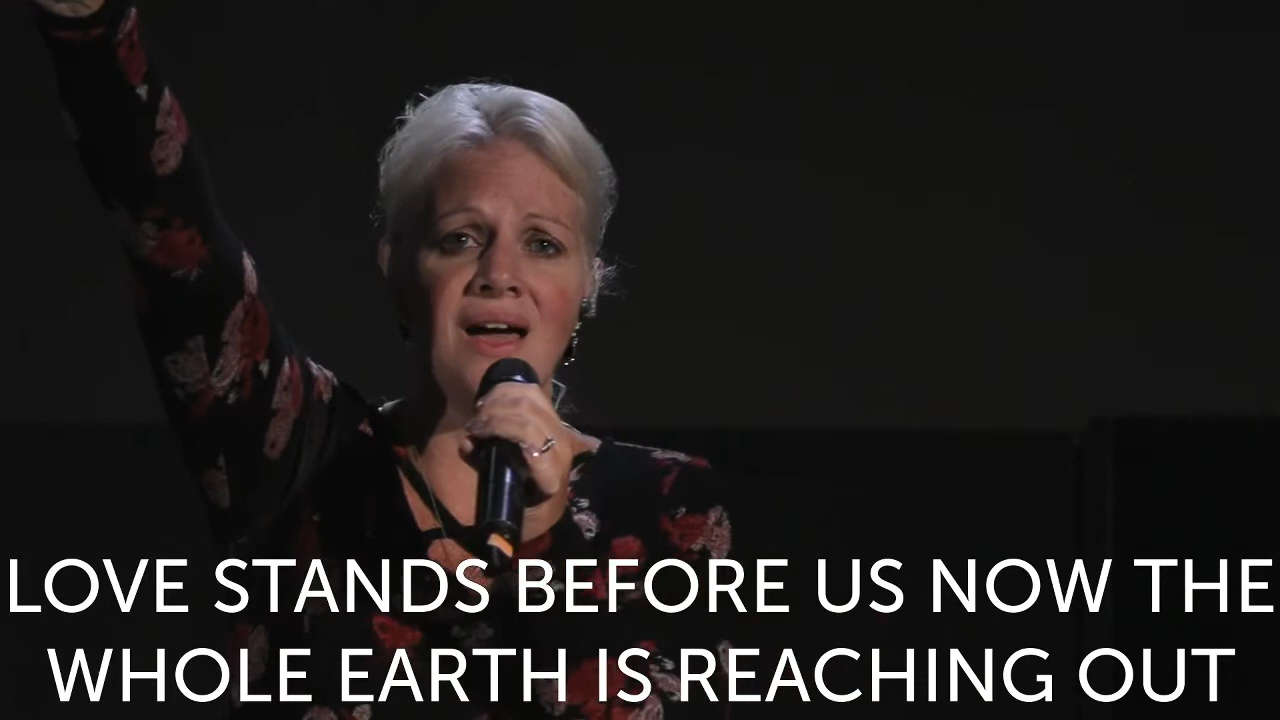 LOVE STANDS BEFORE US NOW THE
WHOLE EARTH IS REACHING OUT